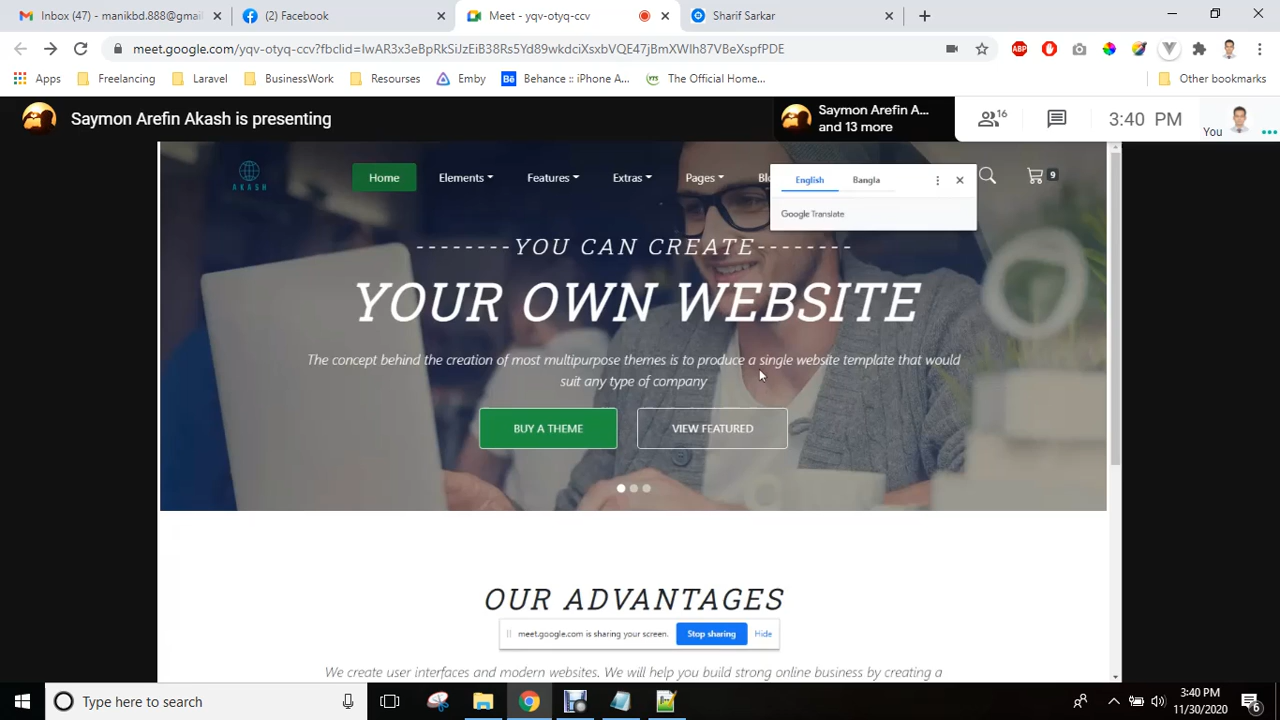 Inbox (47) - manikbd.888@gmai
(2) Facebook
Meet - yqv-otyq-ccv
Sharif Sarkar
meet.google.com/yqv-otyq-ccv?fbclid=IwAR3x3eBpRkSiJzEiB38Rs5Yd89wkdciXsxbVQE47jBmXWIh87VBeXspfPDE
ABP
Apps
Freelancing
Laravel
BusinessWork
Resourses
Emby
Bē Behance :: iPhone A...
YTS The Official Home...
Other bookmarks
Saymon Arefin Akash is presenting
Saymon Arefin A...
and 13 more
16
3:40 PM
You
AKASH
Home
Elements
Features
Extras
Pages
Blo
English
Bangla
9
Google Translate
--------YOU CAN CREATE--------
YOUR OWN WEBSITE
The concept behind the creation of most multipurpose themes is to produce a single website template that would
suit any type of company
BUY A THEME
VIEW FEATURED
OUR ADVANTAGES
meet.google.com is sharing your screen.
Stop sharing
Hide
We create user interfaces and modern websites. We will help you build strong online business by creating a
Type here to search
3:40 PM
11/30/2020
6